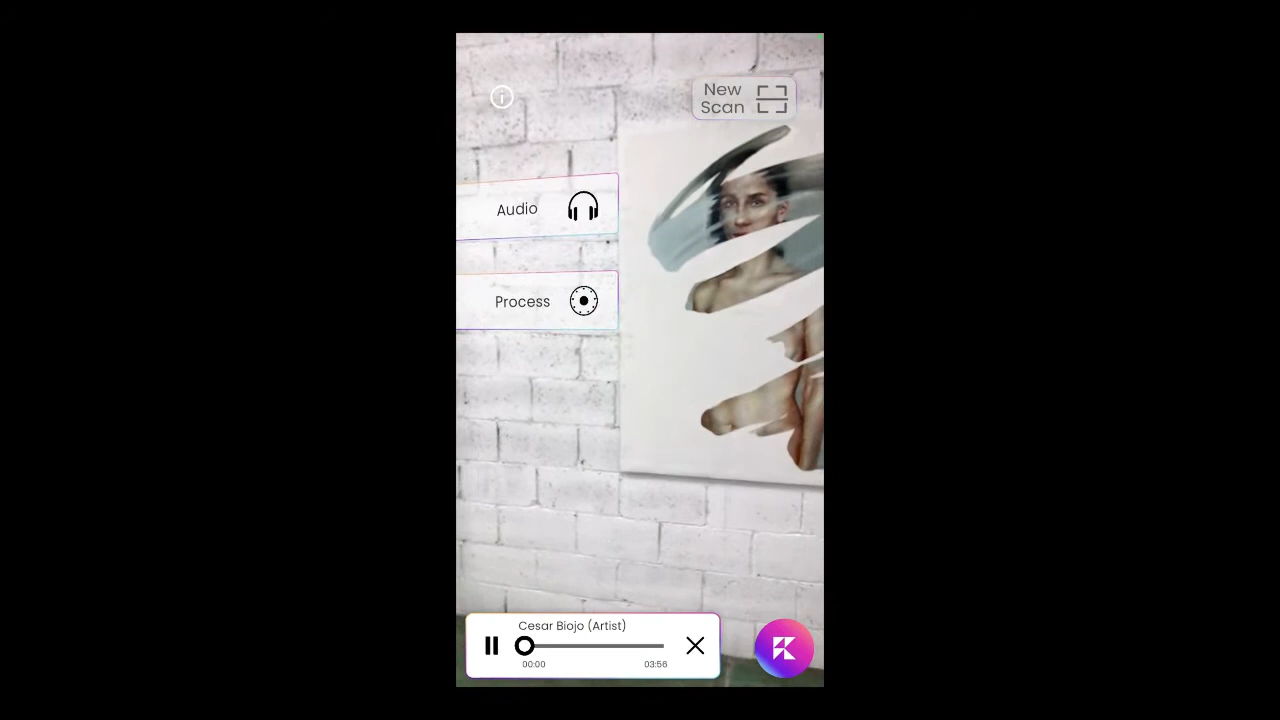 New
Scan
Audio
Process
Cesar Biojo (Artist)
00:00
03:56